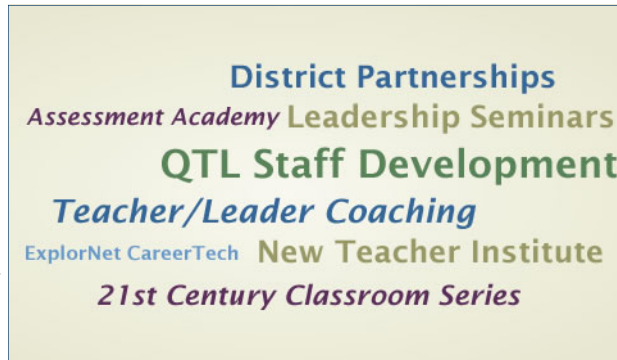 District Partnerships
Assessment Academy Leadership Seminars
QTL Staff Development
Teacher/Leader Coaching
ExplorNet CareerTech New Teacher Institute
21st Century Classroom Series